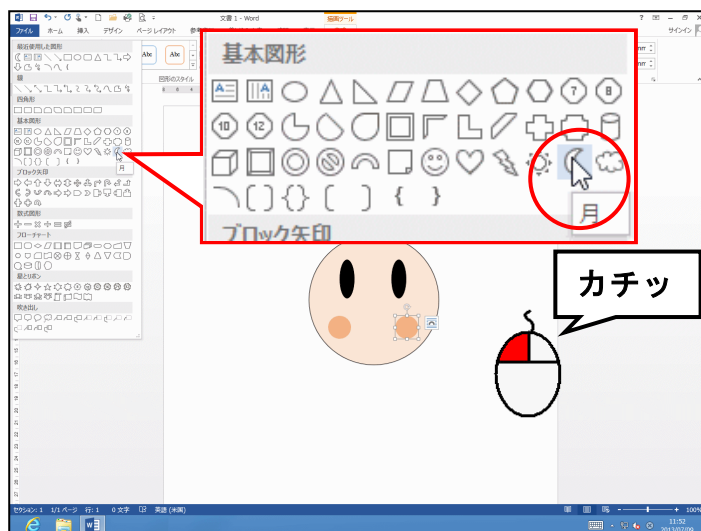 文書 1 - Word
描画ツール
ファイル
ホーム
挿入
デザイン
ページレイアウト
サインイン
最近使用した図形
線
四角形
基本図形
ブロック矢印
月
数式図形
フローチャート
星とリボン
吹き出し
Abc
Abc
図形のスタイル
基本図形
7
8
10
12
月
ブロック矢印
カチッ
セクション: 1
1/1 ページ
行: 1
0 文字
英語 (米国)
100%
11:52
2013/07/09